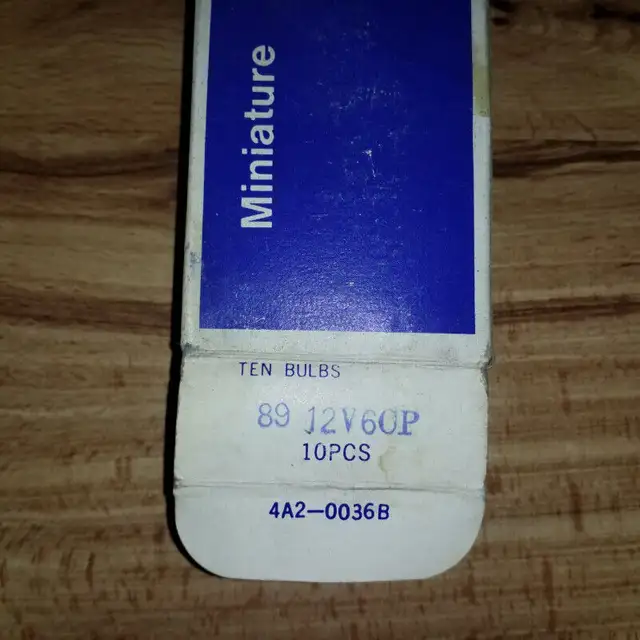 Miniature
TEN BULBS
89 12V6CP
10PCS
4A2-0036B